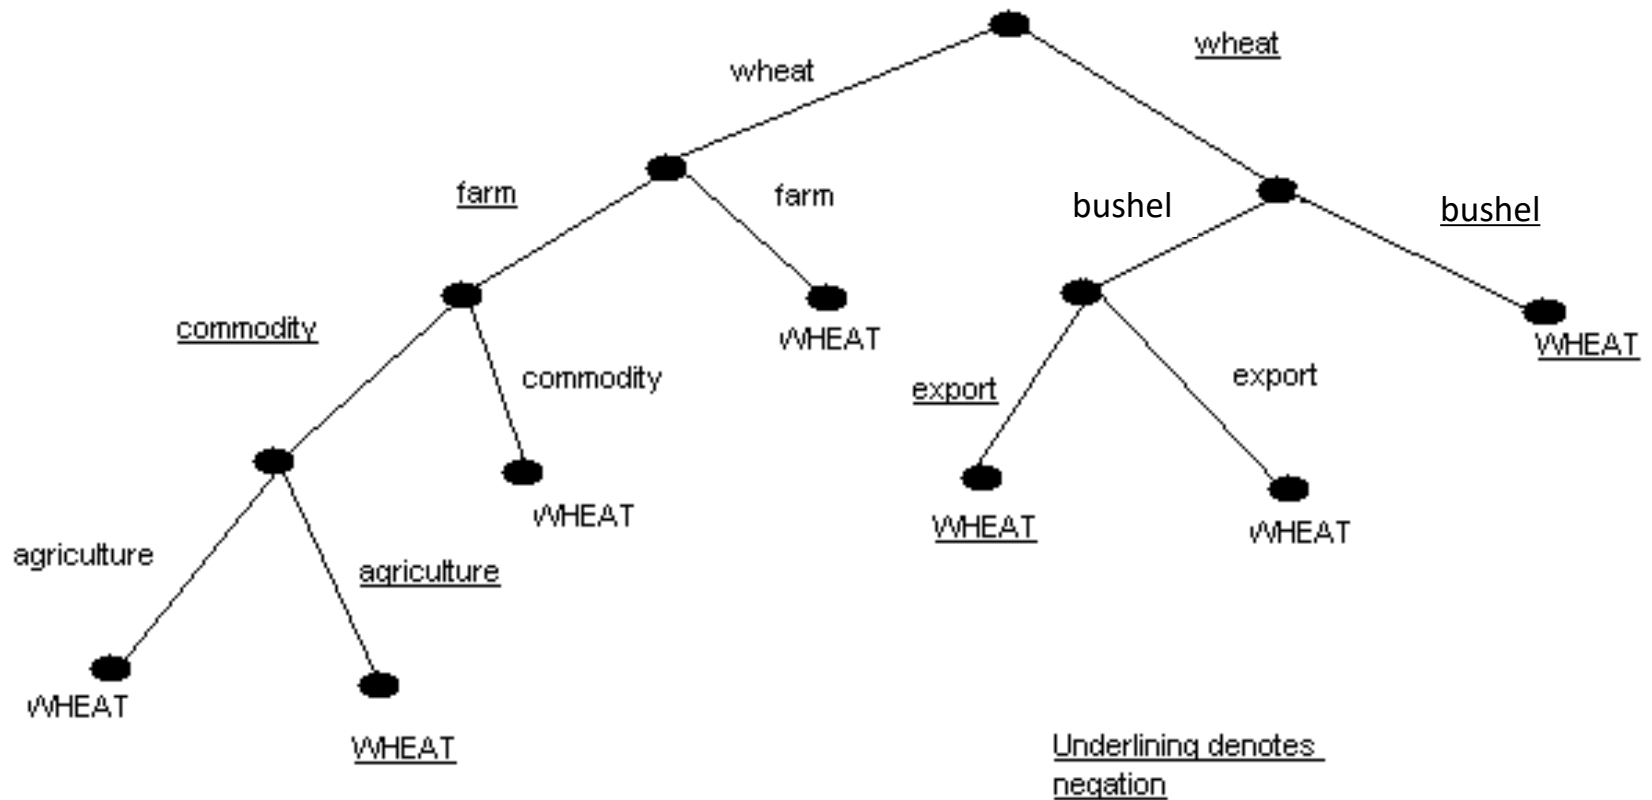 wheat
wheat
farm
farm
bushel
bushel
commodity
commodity
WHEAT
export
export
WHEAT
agriculture
agriculture
WHEAT
WHEAT
WHEAT
WHEAT
WHEAT
Underlining denotes
negation